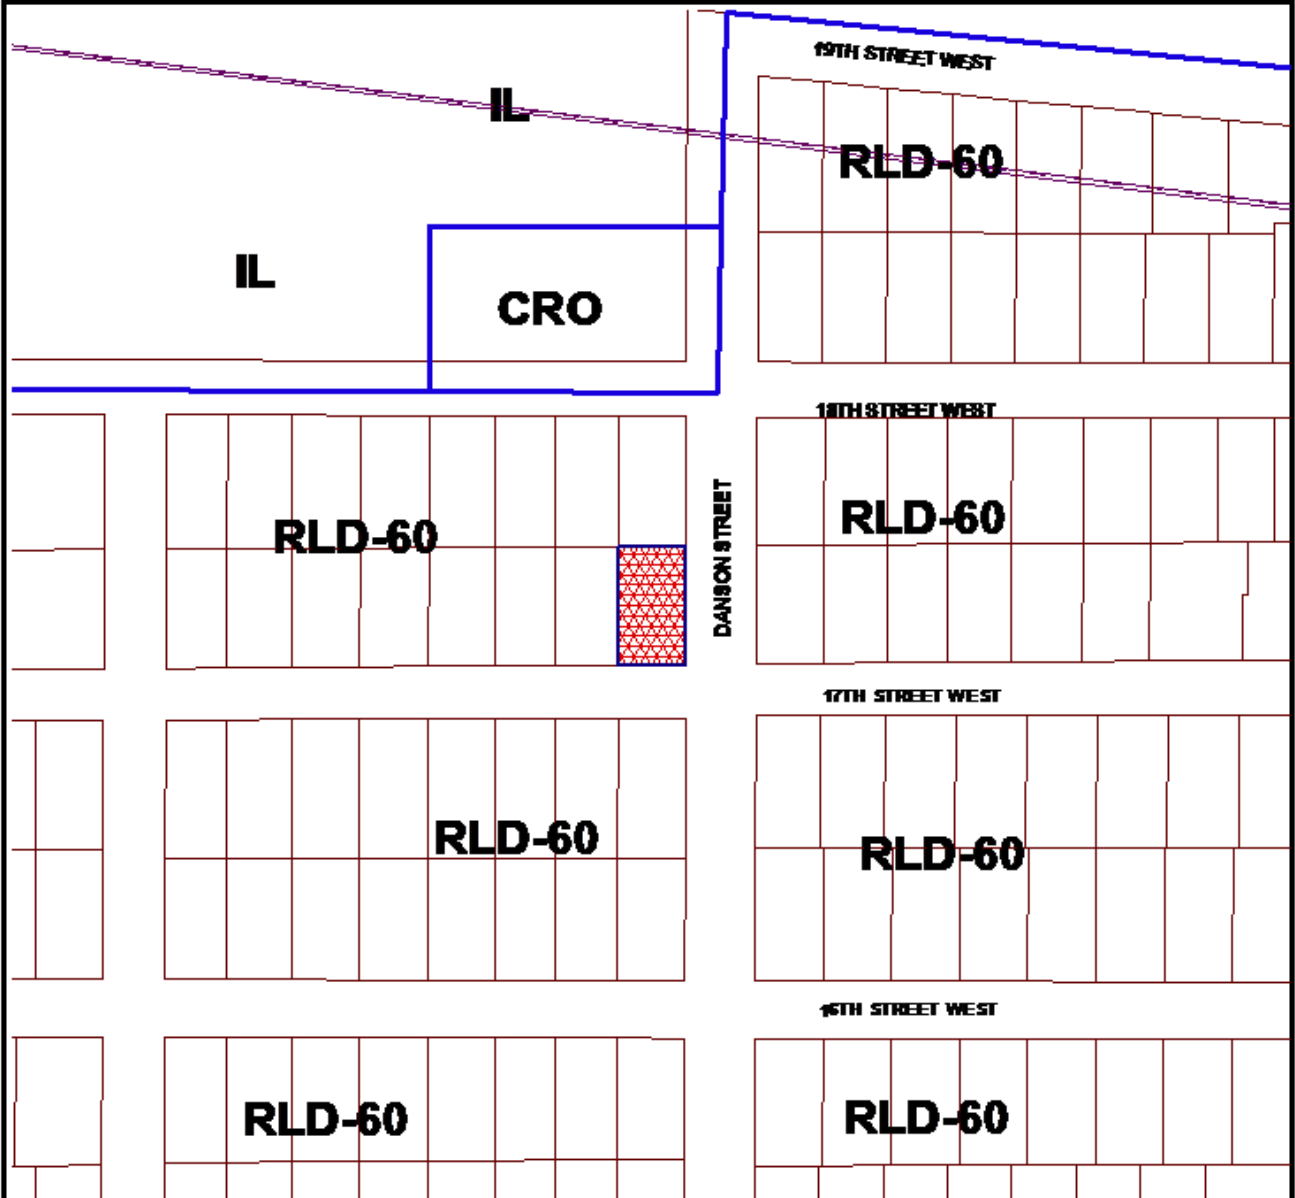 19TH STREET WEST
IL
RLD-60
IL
CRO
18TH STREET WEST
RLD-60
RLD-60
DANSON STREET
17TH STREET WEST
RLD-60
RLD-60
16TH STREET WEST
RLD-60
RLD-60